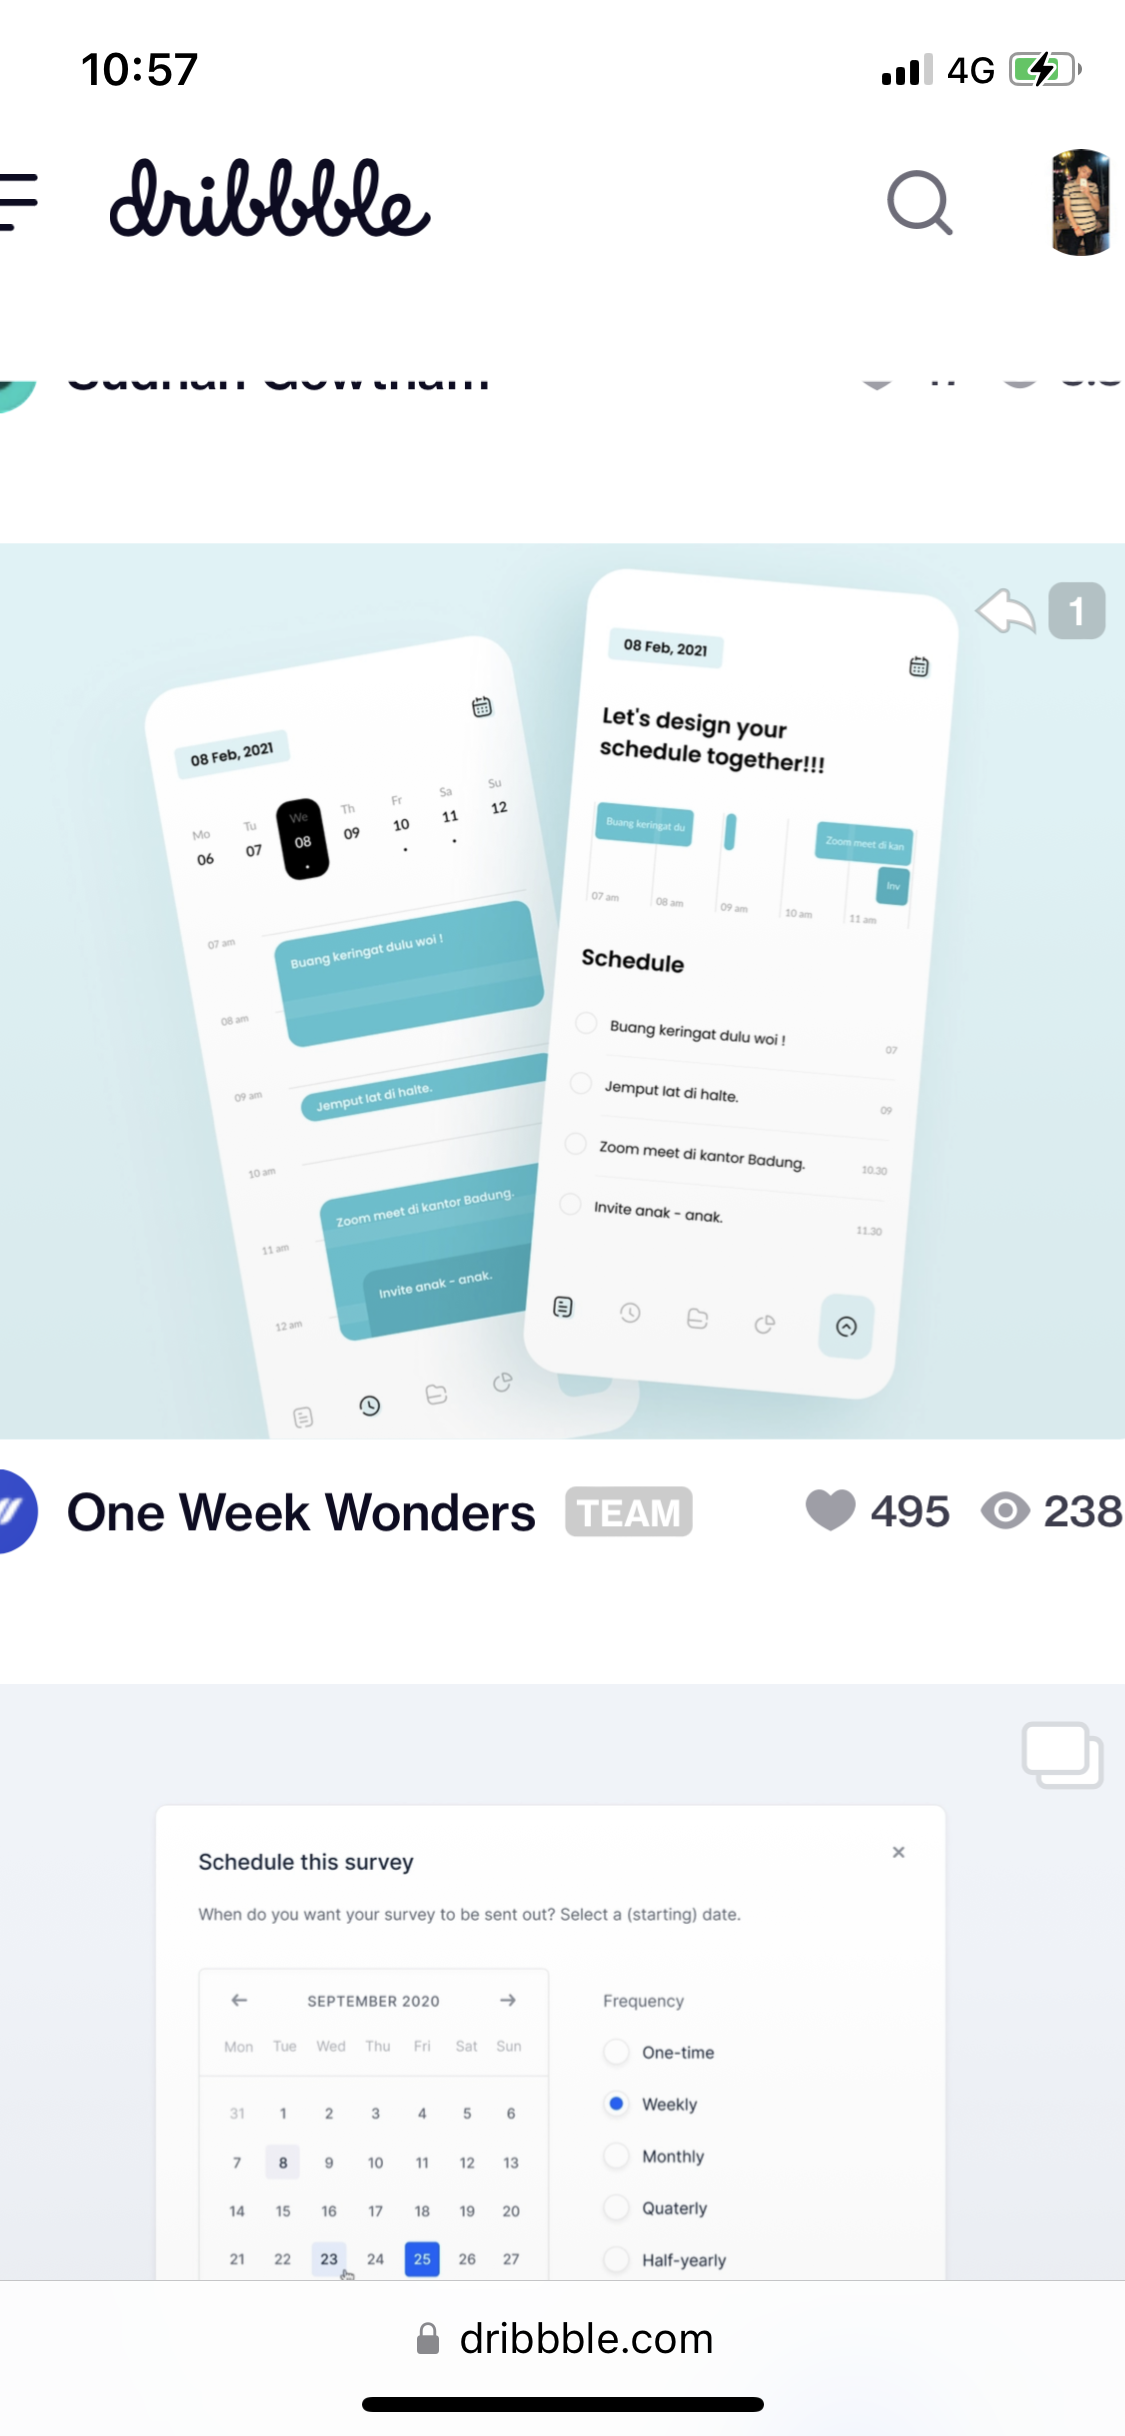 10:57
4G
dribbble
1
08 Feb, 2021
Mo Tu We Th Fr Sa Su
06 07 08 09 10 11 12
07 am
Buang keringat dulu woi !
08 am
09 am
Jemput Iat di halte.
10 am
Zoom meet di kantor Badung.
11 am
Invite anak - anak.
12 am
08 Feb, 2021
Let's design your
schedule together!!!
Buang keringat du
Zoom meet di kan
Inv
07 am 08 am 09 am 10 am 11 am
Schedule
Buang keringat dulu woi ! 07
Jemput Iat di halte. 09
Zoom meet di kantor Badung. 10.30
Invite anak - anak. 11.30
One Week Wonders TEAM 495 238
Schedule this survey
When do you want your survey to be sent out? Select a (starting) date.
SEPTEMBER 2020
Mon Tue Wed Thu Fri Sat Sun
31 1 2 3 4 5 6
7 8 9 10 11 12 13
14 15 16 17 18 19 20
21 22 23 24 25 26 27
Frequency
One-time
Weekly
Monthly
Quaterly
Half-yearly
dribbble.com